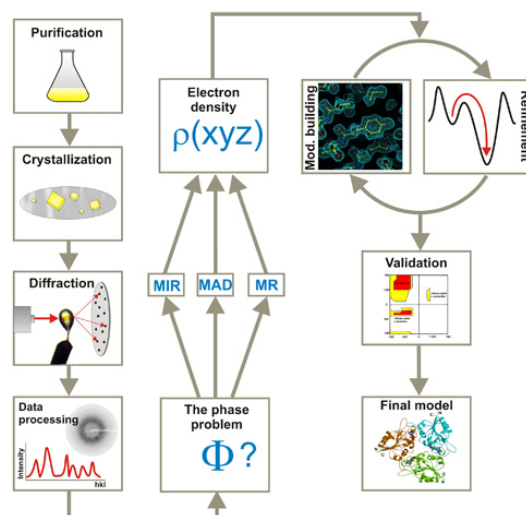 Purification
Crystallization
Diffraction
Data
processing
Intensity
hkl
The phase
problem
Φ?
MIR
MAD
MR
Electron
density
ρ(xyz)
Mod. building
Refinement
Validation
Final model